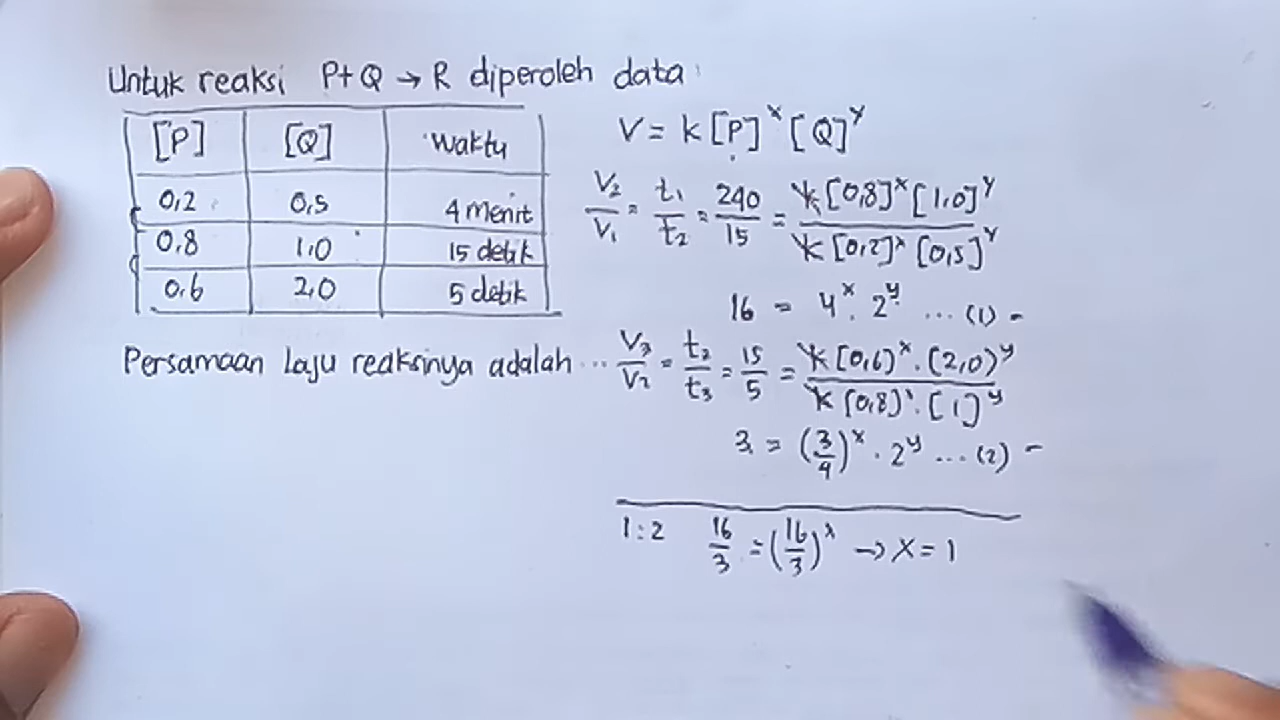 Untuk reaksi P+Q → R diperoleh data:
[P] [Q] Waktu
0,2 0,5 4 menit
0,8 1,0 15 detik
0,6 2,0 5 detik
Persamaan laju reaksinya adalah ...
V = k [P]^x [Q]^y
V₂/V₁ = t₁/t₂ = 240/15 = k [0,8]^x [1,0]^y / k [0,2]^x [0,5]^y
16 = 4^x . 2^y ... (1)
V₃/V₂ = t₂/t₃ = 15/5 = k [0,6]^x . (2,0)^y / k [0,8]^x . [1]^y
3 = (3/4)^x . 2^y ... (2)
1 : 2 16/3 = (16/3)^x → x = 1